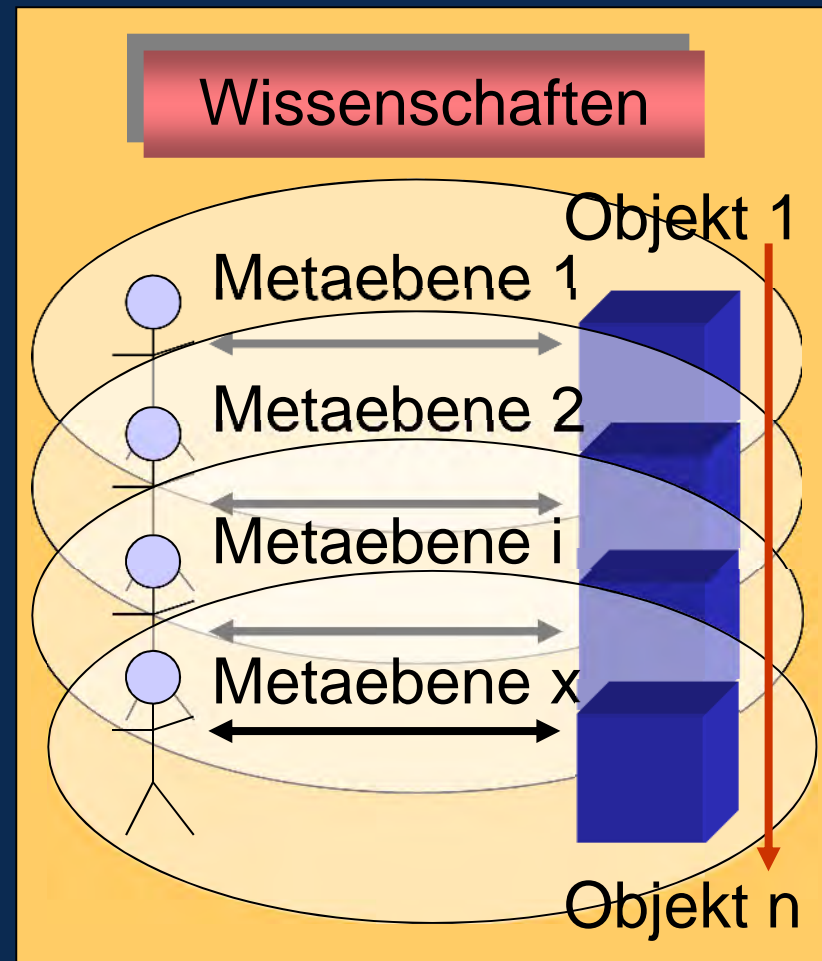 Wissenschaften
Objekt 1
Metaebene 1
Metaebene 2
Metaebene i
Metaebene x
Objekt n